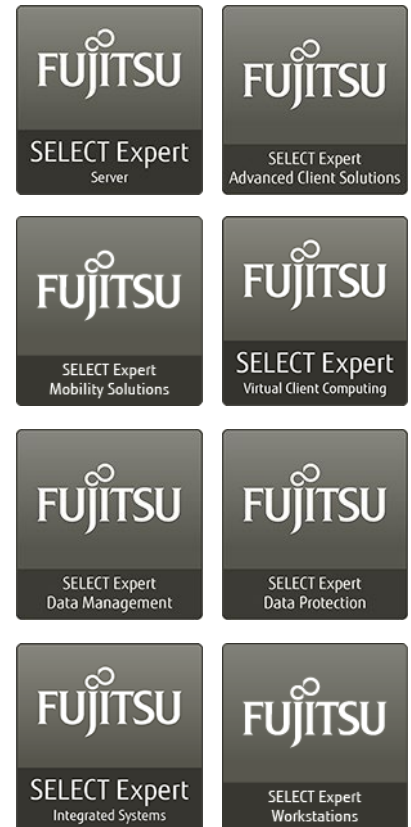 FUJITSU
SELECT Expert
Server
FUJITSU
SELECT Expert
Advanced Client Solutions
FUJITSU
SELECT Expert
Mobility Solutions
FUJITSU
SELECT Expert
Virtual Client Computing
FUJITSU
SELECT Expert
Data Management
FUJITSU
SELECT Expert
Data Protection
FUJITSU
SELECT Expert
Integrated Systems
FUJITSU
SELECT Expert
Workstations